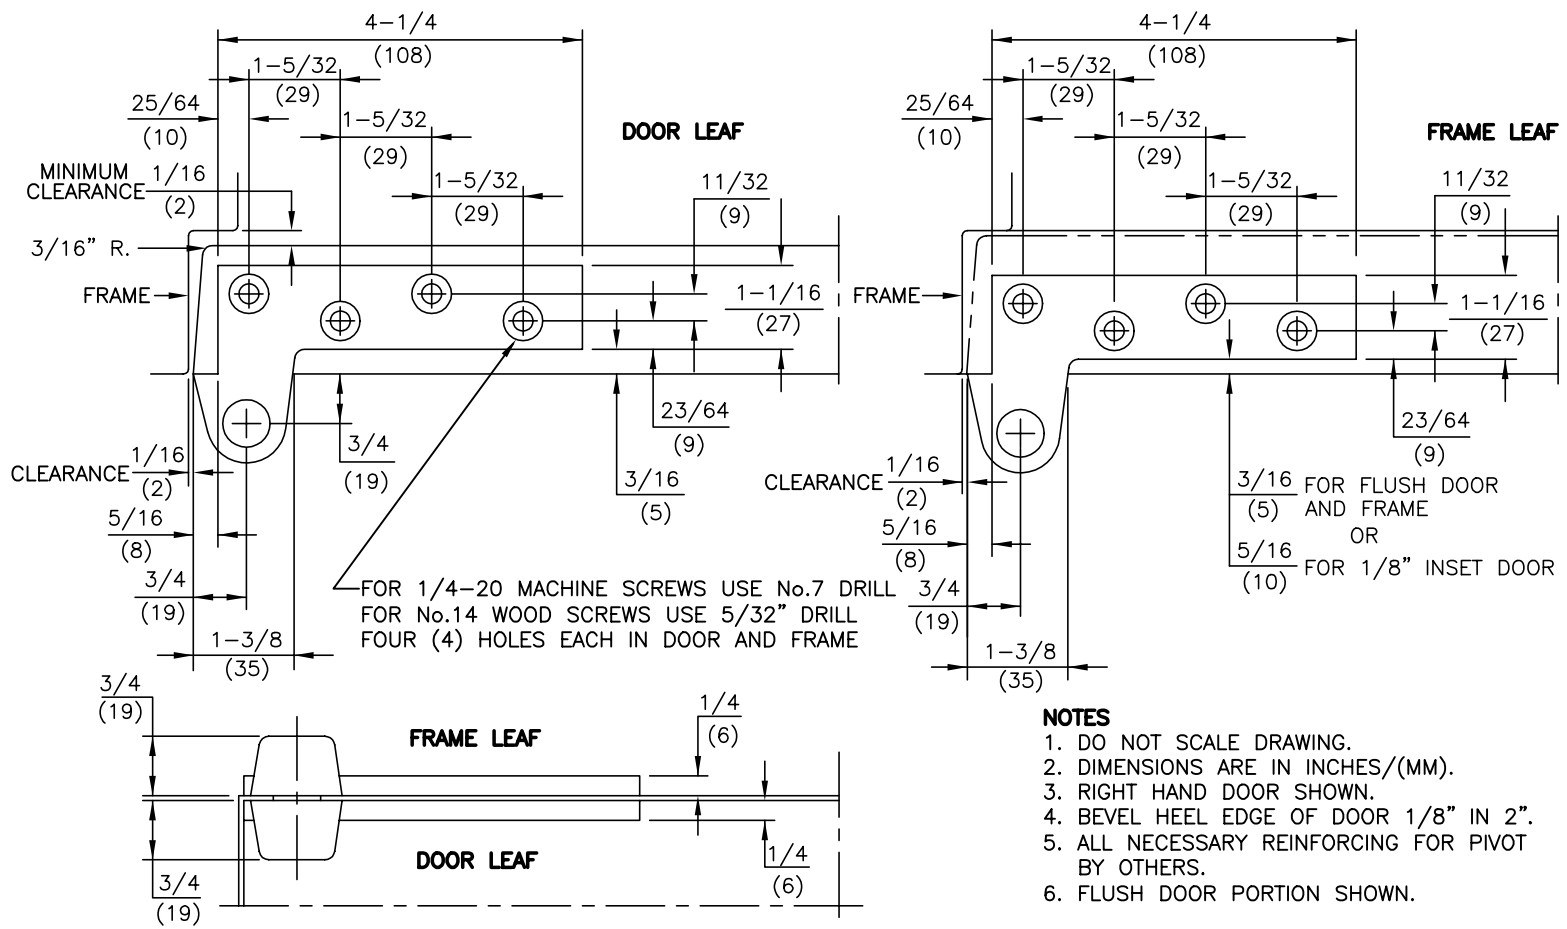 4-1/4
(108)
1-5/32
(29)
25/64
(10)
1-5/32
(29)
DOOR LEAF
MINIMUM
CLEARANCE
1/16
(2)
1-5/32
(29)
11/32
(9)
3/16" R.
FRAME
1-1/16
(27)
23/64
(9)
3/4
(19)
CLEARANCE
1/16
(2)
3/16
(5)
5/16
(8)
3/4
(19)
FOR 1/4-20 MACHINE SCREWS USE No.7 DRILL
FOR No.14 WOOD SCREWS USE 5/32" DRILL
FOUR (4) HOLES EACH IN DOOR AND FRAME
1-3/8
(35)
4-1/4
(108)
1-5/32
(29)
25/64
(10)
1-5/32
(29)
FRAME LEAF
1-5/32
(29)
11/32
(9)
FRAME
1-1/16
(27)
23/64
(9)
CLEARANCE
1/16
(2)
3/16
(5)
FOR FLUSH DOOR
AND FRAME
OR
5/16
(10)
FOR 1/8" INSET DOOR
5/16
(8)
3/4
(19)
1-3/8
(35)
3/4
(19)
FRAME LEAF
1/4
(6)
DOOR LEAF
1/4
(6)
3/4
(19)
NOTES
1. DO NOT SCALE DRAWING.
2. DIMENSIONS ARE IN INCHES/(MM).
3. RIGHT HAND DOOR SHOWN.
4. BEVEL HEEL EDGE OF DOOR 1/8" IN 2".
5. ALL NECESSARY REINFORCING FOR PIVOT
BY OTHERS.
6. FLUSH DOOR PORTION SHOWN.